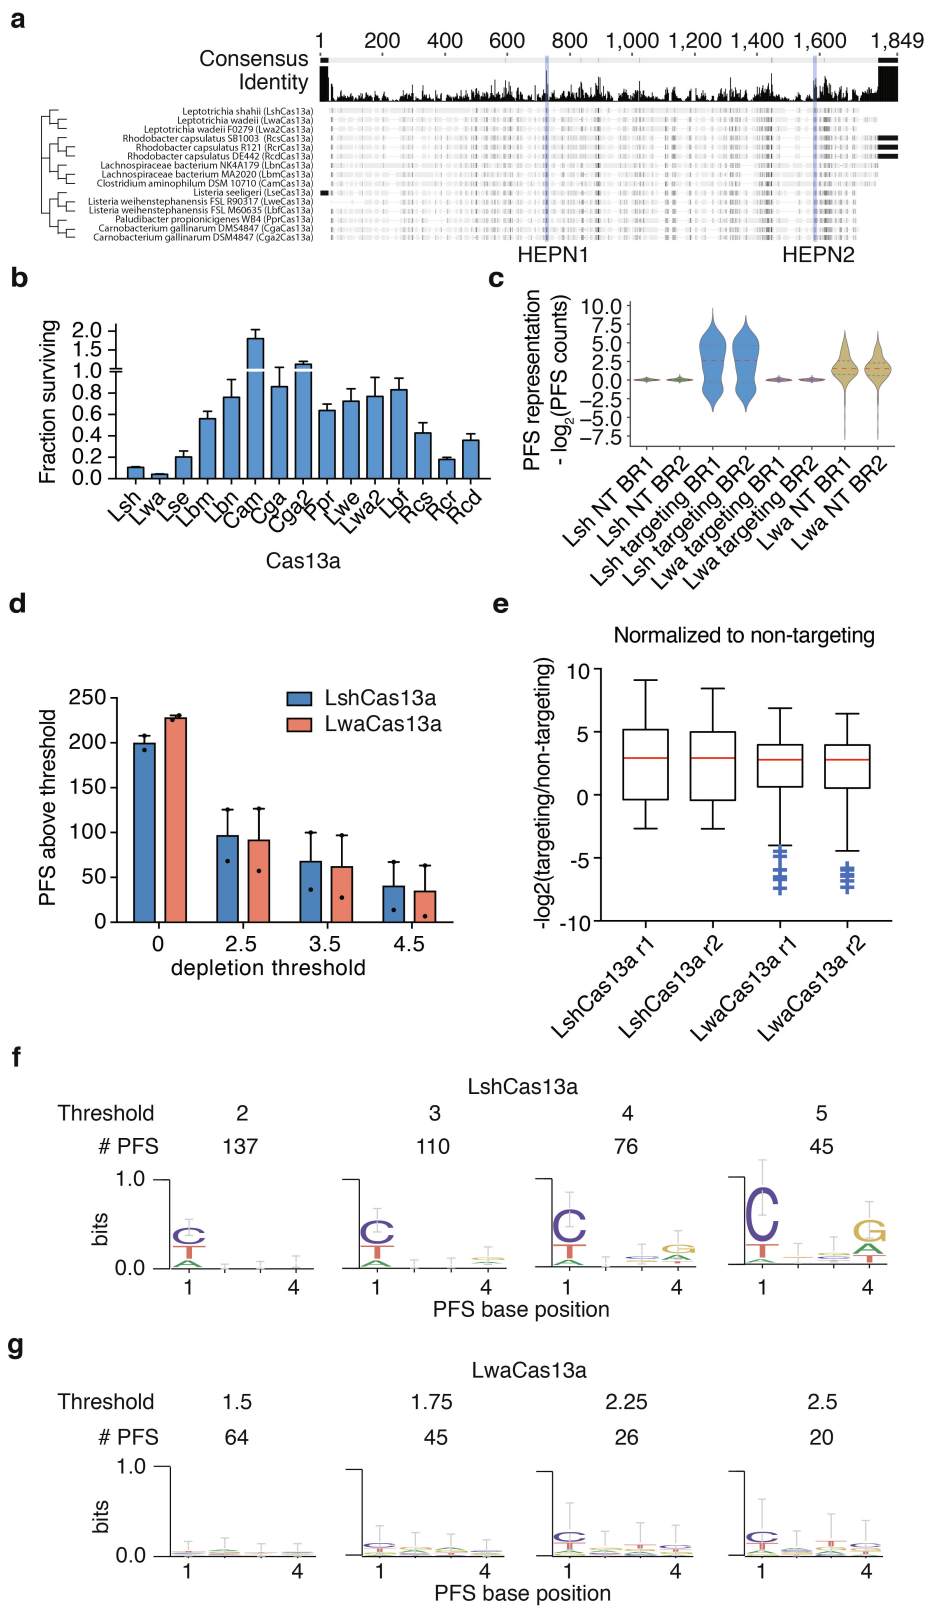 a
1 200 400 600 800 1,000 1,200 1,400 1,600 1,849
Consensus
Identity
Leptotrichia shahii (LshCas13a)
Leptotrichia wadeii (LwaCas13a)
Leptotrichia wadeii F0279 (Lwa2Cas13a)
Rhodobacter capsulatus SB1003 (RcsCas13a)
Rhodobacter capsulatus R121 (RcrCas13a)
Rhodobacter capsulatus DE442 (RcdCas13a)
Lachnospiraceae bacterium NK4A179 (LbnCas13a)
Lachnospiraceae bacterium MA2020 (LbmCas13a)
Clostridium aminophilum DSM 10710 (CamCas13a)
Listeria seeligeri (LseCas13a)
Listeria weihenstephanensis FSL R90317 (LweCas13a)
Listeria weihenstephanensis FSL M60635 (LbfCas13a)
Paludibacter propionicigenes WB4 (PprCas13a)
Carnobacterium gallinarum DMS4847 (CgaCas13a)
Carnobacterium gallinarum DSM4847 (Cga2Cas13a)
HEPN1 HEPN2
b
Fraction surviving
2.0
1.5
1.0
0.8
0.6
0.4
0.2
0.0
Lsh Lwa Lse Lbm Lbn Cam Cga Cga2 Ppr Lwe Lwa2 Lbf Rcs Rcr Rcd
Cas13a
c
PFS representation
- log2(PFS counts)
10.0
7.5
5.0
2.5
0.0
−2.5
−5.0
−7.5
Lsh NT BR1
Lsh NT BR2
Lsh targeting BR1
Lsh targeting BR2
Lwa targeting BR1
Lwa targeting BR2
Lwa NT BR1
Lwa NT BR2
d
PFS above threshold
250
200
150
100
50
0
LshCas13a
LwaCas13a
0 2.5 3.5 4.5
depletion threshold
e
Normalized to non-targeting
-log2(targeting/non-targeting)
10
5
0
-5
-10
LshCas13a r1
LshCas13a r2
LwaCas13a r1
LwaCas13a r2
f
LshCas13a
Threshold 2 3 4 5
# PFS 137 110 76 45
bits
1.0
0.0
C T A
C T A
C T A G A
C T A G A T
1 4 1 4 1 4 1 4
PFS base position
g
LwaCas13a
Threshold 1.5 1.75 2.25 2.5
# PFS 64 45 26 20
bits
1.0
0.0
C
C
1 4 1 4 1 4 1 4
PFS base position